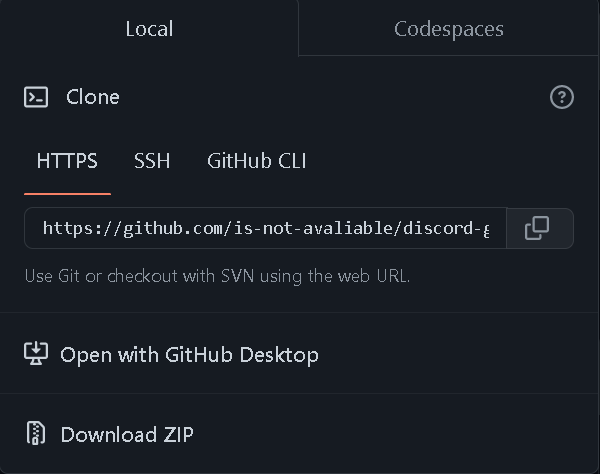 Local
Codespaces
Clone
HTTPS
SSH
GitHub CLI
https://github.com/is-not-avaliable/discord-g
Use Git or checkout with SVN using the web URL.
Open with GitHub Desktop
Download ZIP